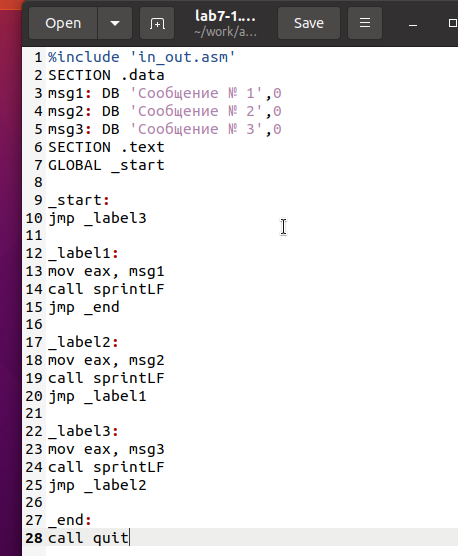 Open
lab7-1....
~/work/a...
Save
1 %include 'in_out.asm'
2 SECTION .data
3 msg1: DB 'Сообщение № 1',0
4 msg2: DB 'Сообщение № 2',0
5 msg3: DB 'Сообщение № 3',0
6 SECTION .text
7 GLOBAL _start
8
9 _start:
10 jmp _label3
11
12 _label1:
13 mov eax, msg1
14 call sprintLF
15 jmp _end
16
17 _label2:
18 mov eax, msg2
19 call sprintLF
20 jmp _label1
21
22 _label3:
23 mov eax, msg3
24 call sprintLF
25 jmp _label2
26
27 _end:
28 call quit